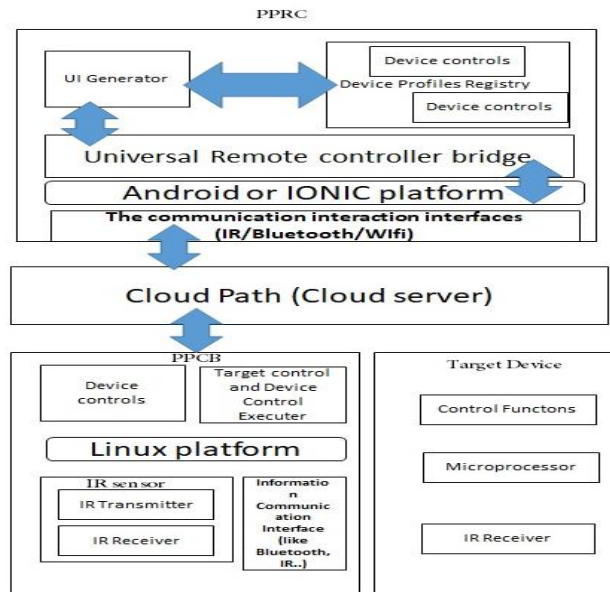 PPRC
UI Generator
Device controls
Device Profiles Registry
Device controls
Universal Remote controller bridge
Android or IONIC platform
The communication interaction interfaces
(IR/Bluetooth/WIfi)
Cloud Path (Cloud server)
PPCB
Device
controls
Target control
and Device
Control
Executer
Linux platform
IR sensor
IR Transmitter
IR Receiver
Informatio
n
Communic
ation
Interface
(like
Bluetooth,
IR..)
Target Device
Control Functons
Microprocessor
IR Receiver